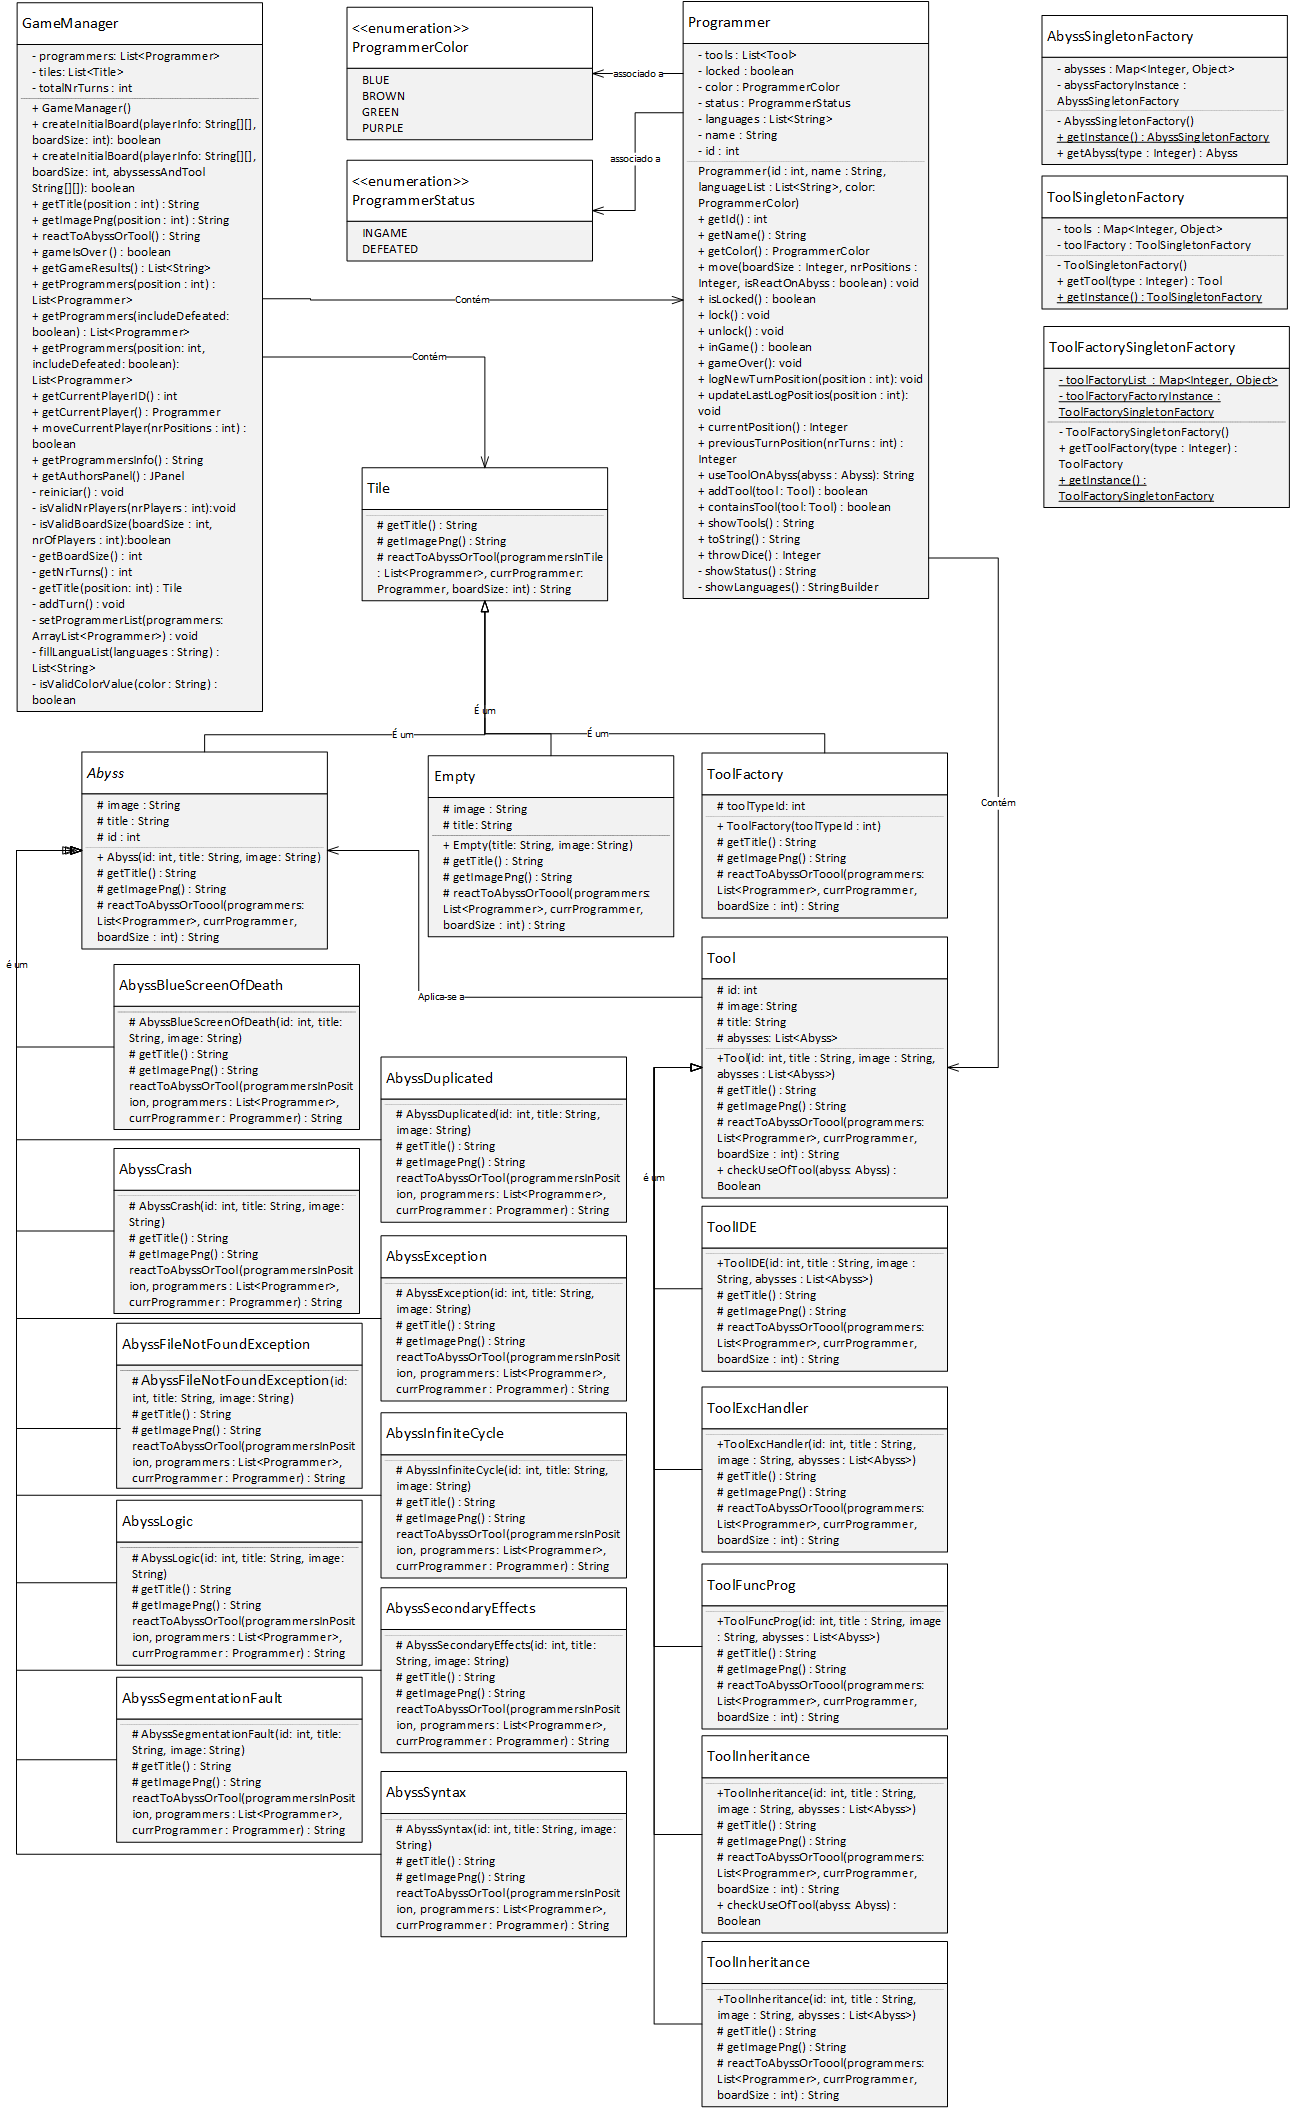 GameManager
- programmers: List<Programmer>
- tiles: List<Title>
- totalNrTurns : int
+ GameManager()
+ createInitialBoard(playerInfo: String[][],
boardSize: int): boolean
+ createInitialBoard(playerInfo: String[][],
boardSize: int, abyssessAndTool
String[][]): boolean
+ getTitle(position : int) : String
+ getImagePng(position : int) : String
+ reactToAbyssOrTool() : String
+ gameIsOver () : boolean
+ getGameResults() : List<String>
+ getProgrammers(position : int) :
List<Programmer>
+ getProgrammers(includeDefeated:
boolean) : List<Programmer>
+ getProgrammers(position: int,
includeDefeated: boolean):
List<Programmer>
+ getCurrentPlayerID() : int
+ getCurrentPlayer() : Programmer
+ moveCurrentPlayer(nrPositions : int) :
boolean
+ getProgrammersInfo() : String
+ getAuthorsPanel() : JPanel
- reiniciar() : void
- isValidNrPlayers(nrPlayers : int):void
- isValidBoardSize(boardSize : int,
nrOfPlayers : int):boolean
- getBoardSize() : int
- getNrTurns() : int
- getTitle(position: int) : Tile
- addTurn() : void
- setProgrammerList(programmers:
ArrayList<Programmer>) : void
- fillLanguaList(languages : String) :
List<String>
- isValidColorValue(color : String) :
boolean
<<enumeration>>
ProgrammerColor
BLUE
BROWN
GREEN
PURPLE
associado a
<<enumeration>>
ProgrammerStatus
INGAME
DEFEATED
associado a
Contém
Contém
Programmer
- tools : List<Tool>
- locked : boolean
- color : ProgrammerColor
- status : ProgrammerStatus
- languages : List<String>
- name : String
- id : int
Programmer(id : int, name : String,
languageList : List<String>, color:
ProgrammerColor)
+ getId() : int
+ getName() : String
+ getColor() : ProgrammerColor
+ move(boardSize : Integer, nrPositions :
Integer, isReactOnAbyss : boolean) : void
+ isLocked() : boolean
+ lock() : void
+ unlock() : void
+ inGame() : boolean
+ gameOver() : void
+ logNewTurnPosition(position : int): void
+ updateLastLogPositios(position : int):
void
+ currentPosition() : Integer
+ previousTurnPosition(nrTurns : int) :
Integer
+ useToolOnAbyss(abyss : Abyss): String
+ addTool(tool : Tool) : boolean
+ containsTool(tool: Tool) : boolean
+ showTools() : String
+ toString() : String
+ throwDice() : Integer
- showStatus() : String
- showLanguages() : StringBuilder
AbyssSingletonFactory
- abysses : Map<Integer, Object>
- abyssFactoryInstance :
AbyssSingletonFactory
- AbyssSingletonFactory()
+ getInstance() : AbyssSingletonFactory
+ getAbyss(type : Integer) : Abyss
ToolSingletonFactory
- tools : Map<Integer, Object>
- toolFactory : ToolSingletonFactory
- ToolSingletonFactory()
+ getTool(type : Integer) : Tool
+ getInstance() : ToolSingletonFactory
ToolFactorySingletonFactory
- toolFactoryList : Map<Integer, Object>
- toolFactoryFactoryInstance :
ToolFactorySingletonFactory
- ToolFactorySingletonFactory()
+ getToolFactory(type : Integer) :
ToolFactory
+ getInstance() :
ToolFactorySingletonFactory
Tile
# getTitle() : String
# getImagePng() : String
# reactToAbyssOrTool(programmersInTile
: List<Programmer>, currProgrammer:
Programmer, boardSize: int) : String
É um
É um
É um
Contém
Abyss
# image : String
# title : String
# id : int
+ Abyss(id: int, title: String, image: String)
# getTitle() : String
# getImagePng() : String
# reactToAbyssOrToool(programmers:
List<Programmer>, currProgrammer,
boardSize : int) : String
Empty
# image : String
# title: String
+ Empty(title: String, image: String)
# getTitle() : String
# getImagePng() : String
# reactToAbyssOrToool(programmers:
List<Programmer>, currProgrammer,
boardSize : int) : String
ToolFactory
# toolTypeId: int
+ ToolFactory(toolTypeId : int)
# getTitle() : String
# getImagePng() : String
# reactToAbyssOrToool(programmers:
List<Programmer>, currProgrammer,
boardSize : int) : String
é um
Aplica-se a
Tool
# id: int
# image: String
# title: String
# abysses: List<Abyss>
+Tool(id: int, title : String, image : String,
abysses : List<Abyss>)
# getTitle() : String
# getImagePng() : String
# reactToAbyssOrToool(programmers:
List<Programmer>, currProgrammer,
boardSize : int) : String
+ checkUseOfTool(abyss: Abyss) :
Boolean
é um
AbyssBlueScreenOfDeath
# AbyssBlueScreenOfDeath(id: int, title:
String, image: String)
# getTitle() : String
# getImagePng() : String
reactToAbyssOrTool(programmersInPosit
ion, programmers : List<Programmer>,
currProgrammer : Programmer) : String
AbyssDuplicated
# AbyssDuplicated(id: int, title: String,
image: String)
# getTitle() : String
# getImagePng() : String
reactToAbyssOrTool(programmersInPosit
ion, programmers : List<Programmer>,
currProgrammer : Programmer) : String
AbyssCrash
# AbyssCrash(id: int, title: String, image:
String)
# getTitle() : String
# getImagePng() : String
reactToAbyssOrTool(programmersInPosit
ion, programmers : List<Programmer>,
currProgrammer : Programmer) : String
AbyssException
# AbyssException(id: int, title: String,
image: String)
# getTitle() : String
# getImagePng() : String
reactToAbyssOrTool(programmersInPosit
ion, programmers : List<Programmer>,
currProgrammer : Programmer) : String
AbyssFileNotFoundException
# AbyssFileNotFoundException(id:
int, title: String, image: String)
# getTitle() : String
# getImagePng() : String
reactToAbyssOrTool(programmersInPosit
ion, programmers : List<Programmer>,
currProgrammer : Programmer) : String
AbyssInfiniteCycle
# AbyssInfiniteCycle(id: int, title: String,
image: String)
# getTitle() : String
# getImagePng() : String
reactToAbyssOrTool(programmersInPosit
ion, programmers : List<Programmer>,
currProgrammer : Programmer) : String
AbyssLogic
# AbyssLogic(id: int, title: String, image:
String)
# getTitle() : String
# getImagePng() : String
reactToAbyssOrTool(programmersInPosit
ion, programmers : List<Programmer>,
currProgrammer : Programmer) : String
AbyssSecondaryEffects
# AbyssSecondaryEffects(id: int, title:
String, image: String)
# getTitle() : String
# getImagePng() : String
reactToAbyssOrTool(programmersInPosit
ion, programmers : List<Programmer>,
currProgrammer : Programmer) : String
AbyssSegmentationFault
# AbyssSegmentationFault(id: int, title:
String, image: String)
# getTitle() : String
# getImagePng() : String
reactToAbyssOrTool(programmersInPosit
ion, programmers : List<Programmer>,
currProgrammer : Programmer) : String
AbyssSyntax
# AbyssSyntax(id: int, title: String, image:
String)
# getTitle() : String
# getImagePng() : String
reactToAbyssOrTool(programmersInPosit
ion, programmers : List<Programmer>,
currProgrammer : Programmer) : String
ToolIDE
+ToolIDE(id: int, title : String, image :
String, abysses : List<Abyss>)
# getTitle() : String
# getImagePng() : String
# reactToAbyssOrToool(programmers:
List<Programmer>, currProgrammer,
boardSize : int) : String
ToolExcHandler
+ToolExcHandler(id: int, title : String,
image : String, abysses : List<Abyss>)
# getTitle() : String
# getImagePng() : String
# reactToAbyssOrToool(programmers:
List<Programmer>, currProgrammer,
boardSize : int) : String
ToolFuncProg
+ToolFuncProg(id: int, title : String, image
: String, abysses : List<Abyss>)
# getTitle() : String
# getImagePng() : String
# reactToAbyssOrToool(programmers:
List<Programmer>, currProgrammer,
boardSize : int) : String
ToolInheritance
+ToolInheritance(id: int, title : String,
image : String, abysses : List<Abyss>)
# getTitle() : String
# getImagePng() : String
# reactToAbyssOrToool(programmers:
List<Programmer>, currProgrammer,
boardSize : int) : String
+ checkUseOfTool(abyss: Abyss) :
Boolean
ToolInheritance
+ToolInheritance(id: int, title : String,
image : String, abysses : List<Abyss>)
# getTitle() : String
# getImagePng() : String
# reactToAbyssOrToool(programmers:
List<Programmer>, currProgrammer,
boardSize : int) : String